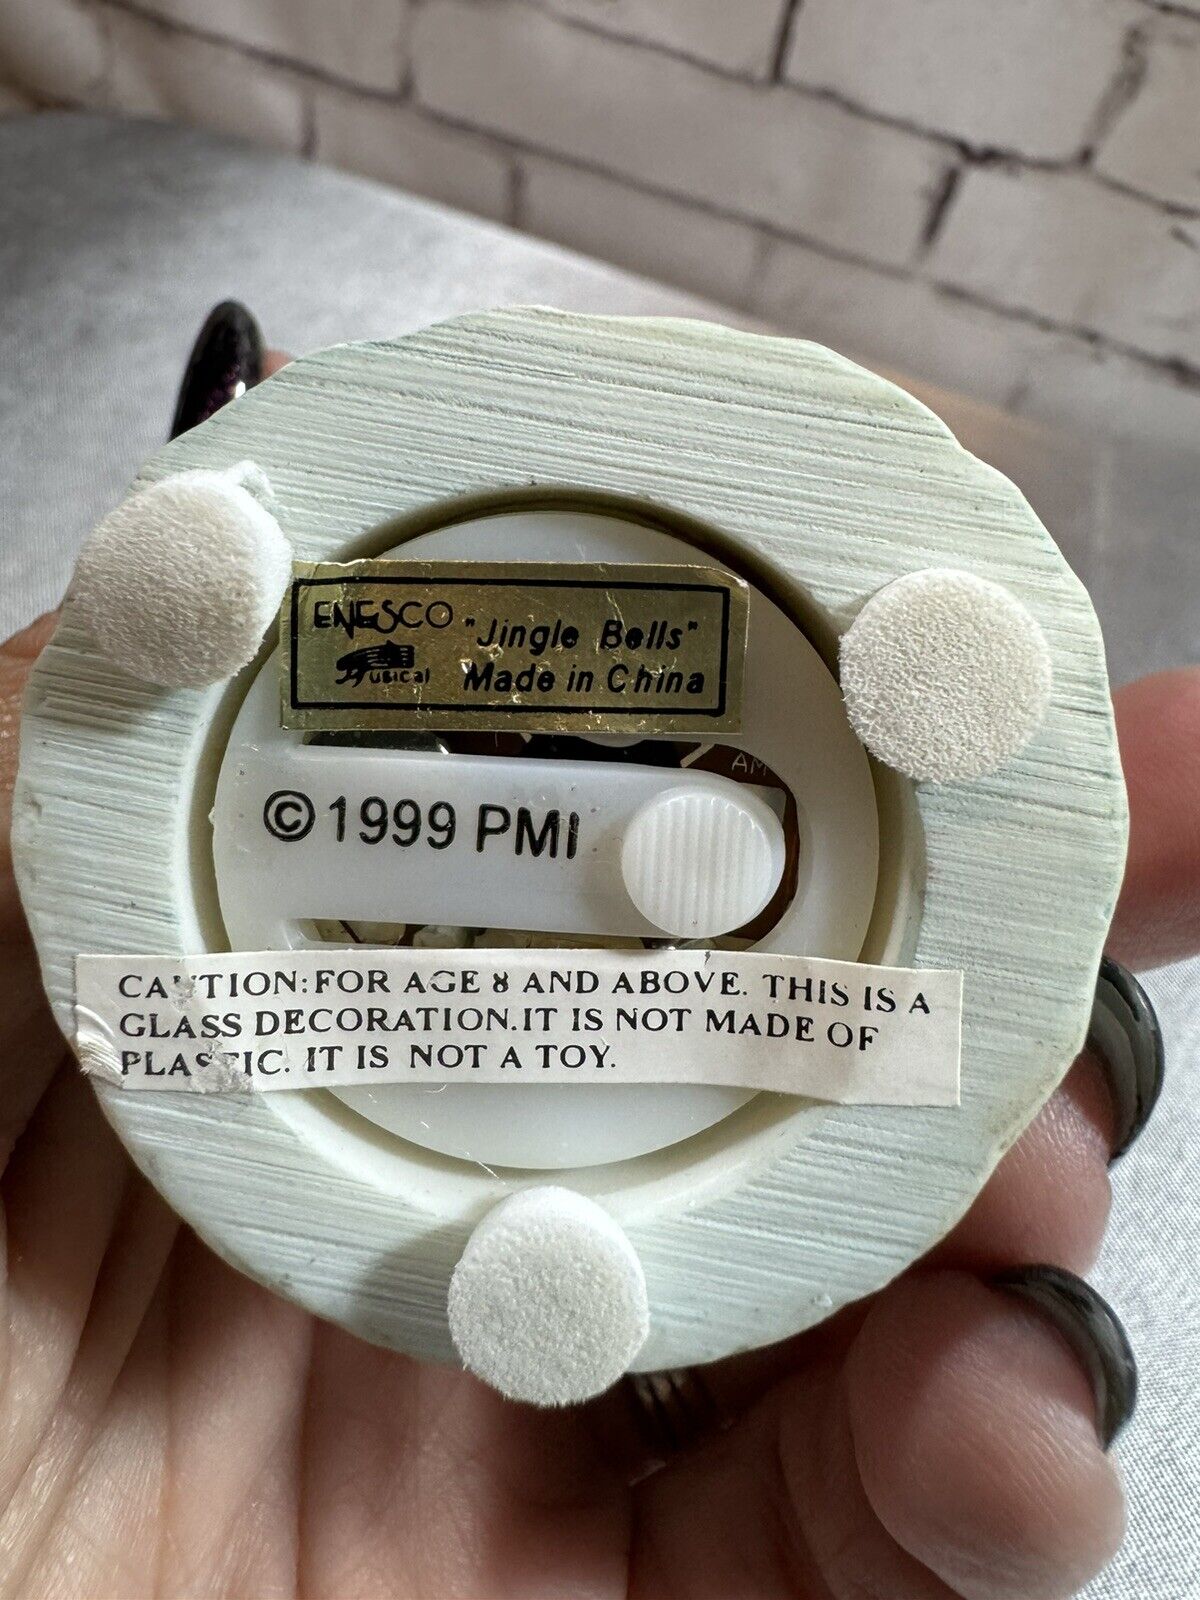 ENESCO "Jingle Bells"
Musical Made in China
AM
© 1999 PMI
CAUTION: FOR AGE 8 AND ABOVE. THIS IS A
GLASS DECORATION. IT IS NOT MADE OF
PLASTIC. IT IS NOT A TOY.